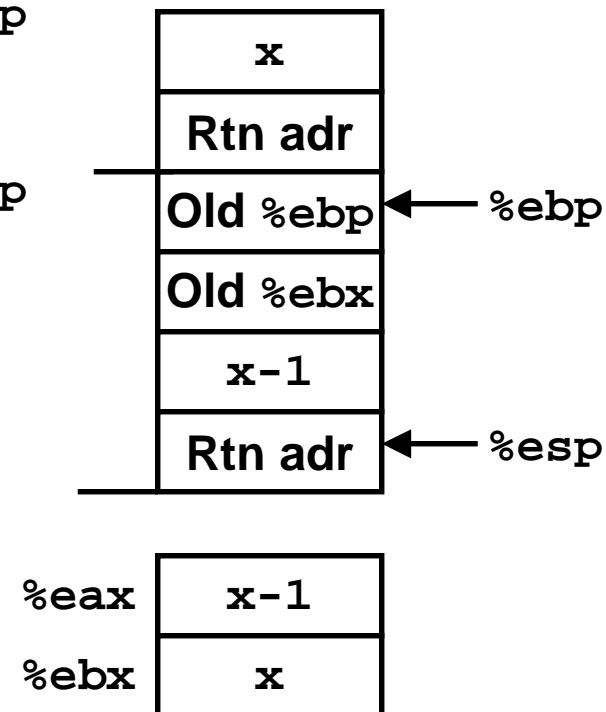 p
x
Rtn adr
p
Old %ebp %ebp
Old %ebx
x-1
Rtn adr %esp
%eax x-1
%ebx x